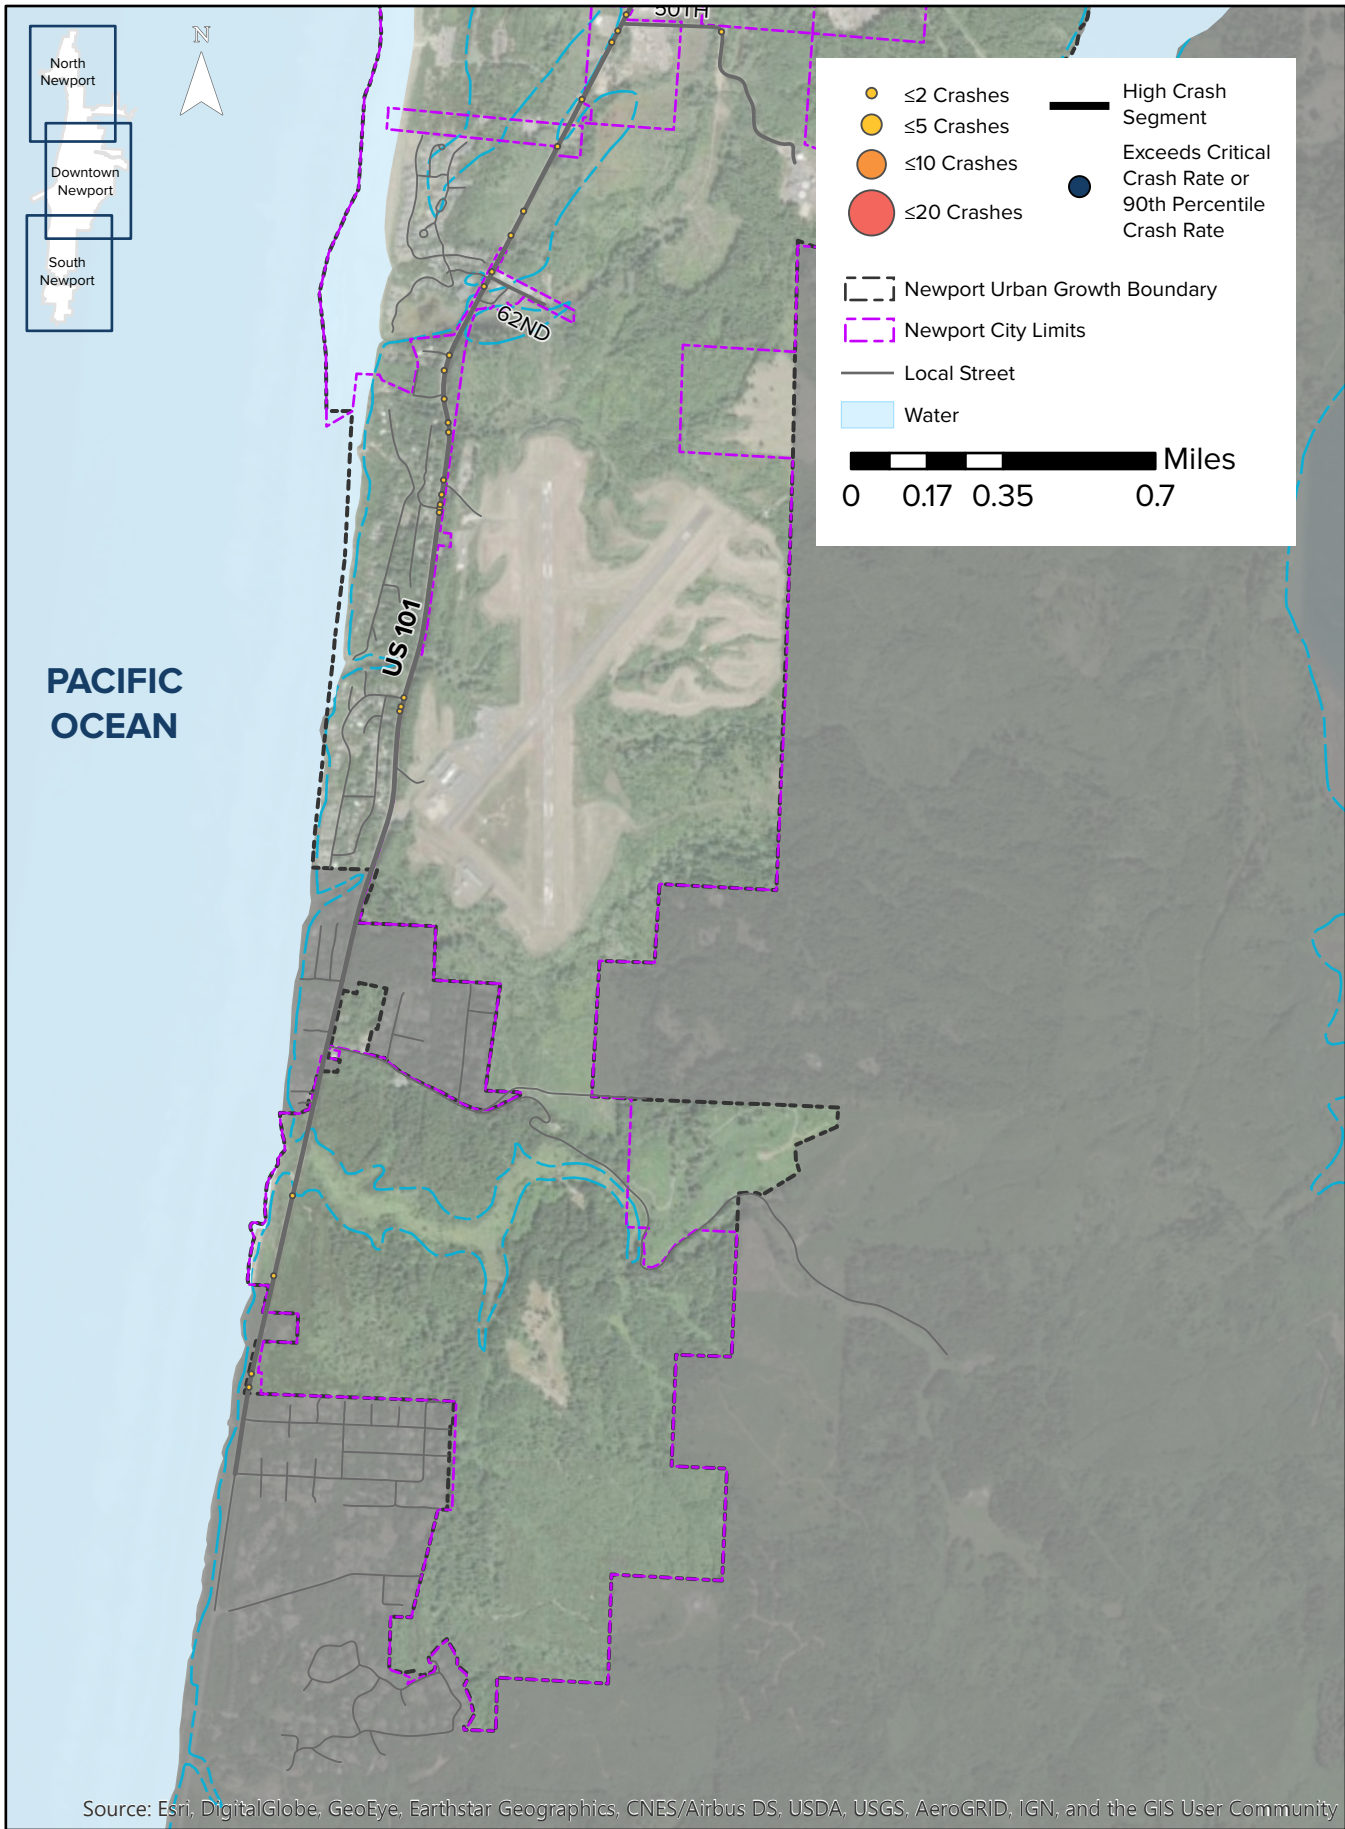 50TH
North
Newport
Downtown
Newport
South
Newport
N
≤2 Crashes
≤5 Crashes
≤10 Crashes
≤20 Crashes
High Crash
Segment
Exceeds Critical
Crash Rate or
90th Percentile
Crash Rate
Newport Urban Growth Boundary
Newport City Limits
Local Street
Water
Miles
0 0.17 0.35 0.7
62ND
US 101
PACIFIC
OCEAN
Source: Esri, DigitalGlobe, GeoEye, Earthstar Geographics, CNES/Airbus DS, USDA, USGS, AeroGRID, IGN, and the GIS User Community